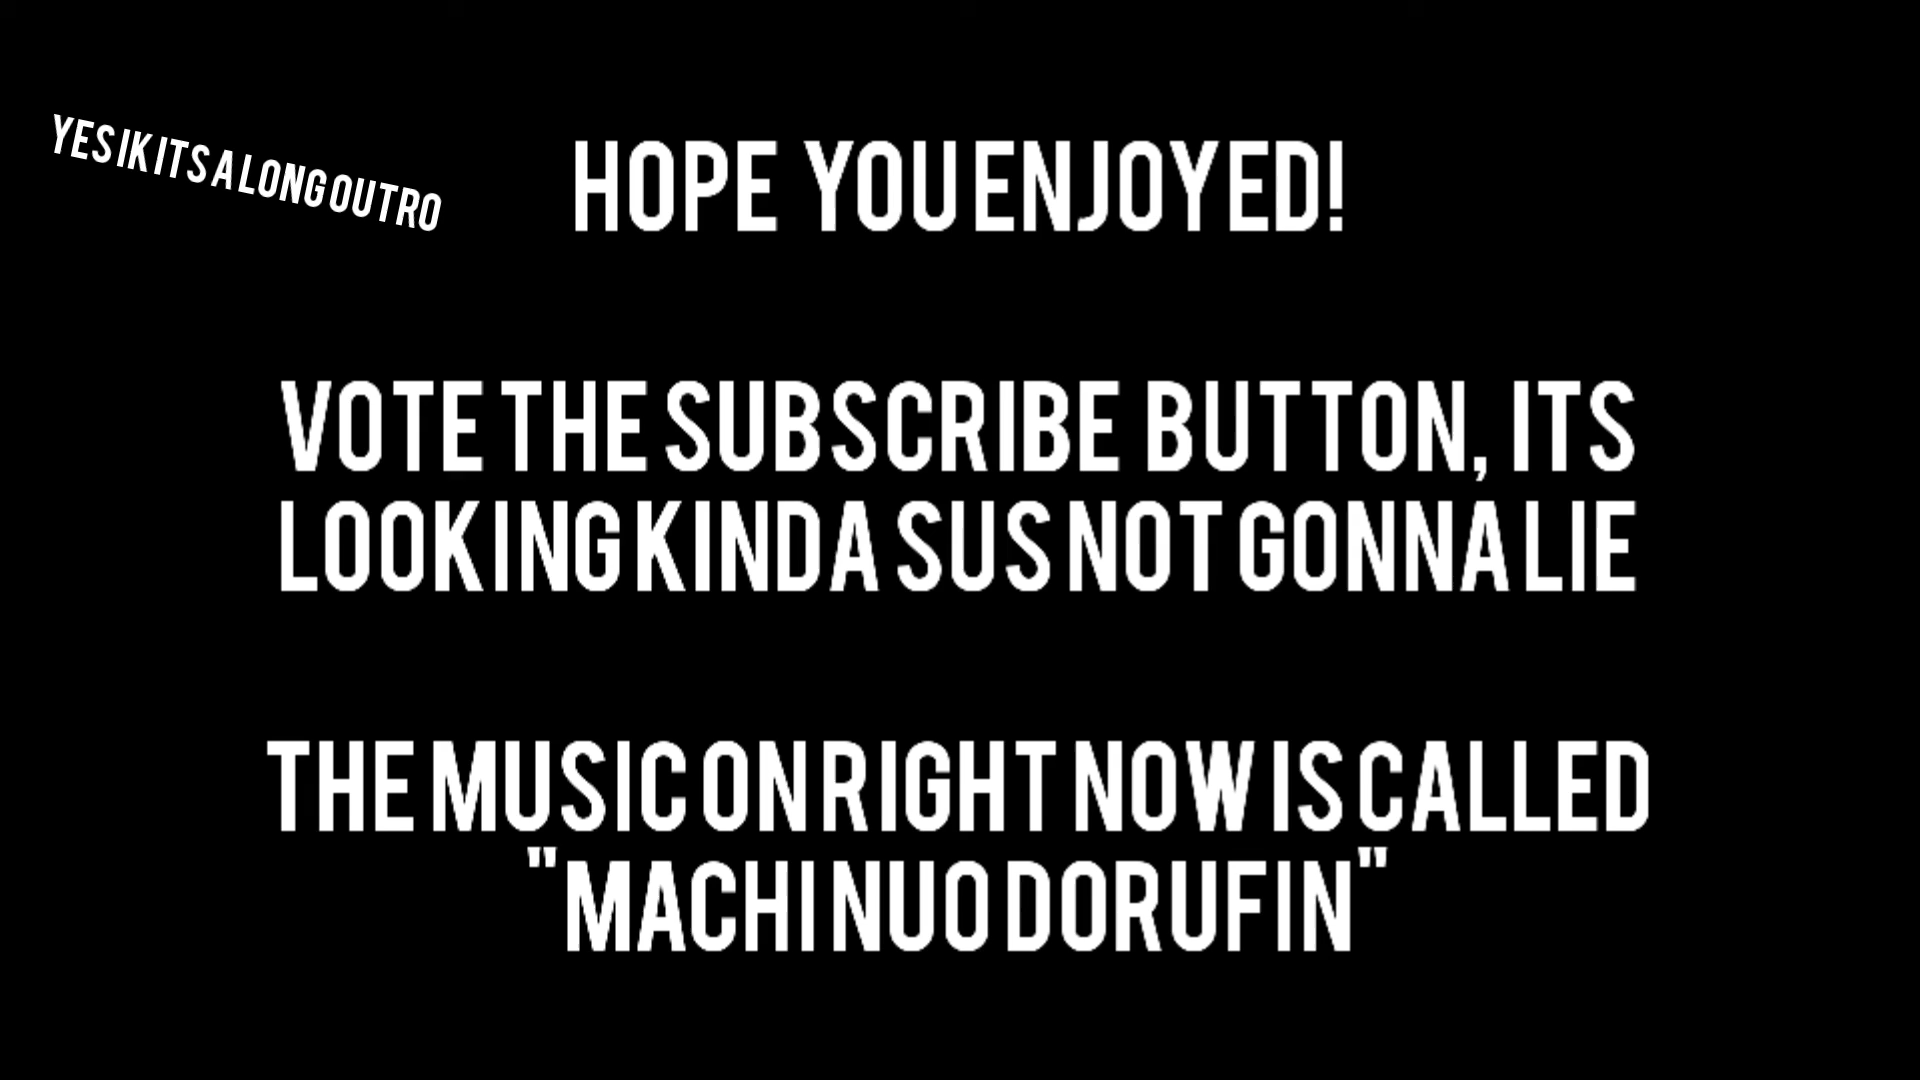 YES IK ITS A LONG OUTRO
HOPE YOU ENJOYED!
VOTE THE SUBSCRIBE BUTTON, ITS
LOOKING KINDA SUS NOT GONNA LIE
THE MUSIC ON RIGHT NOW IS CALLED
"MACHI NUO DORUFIN"